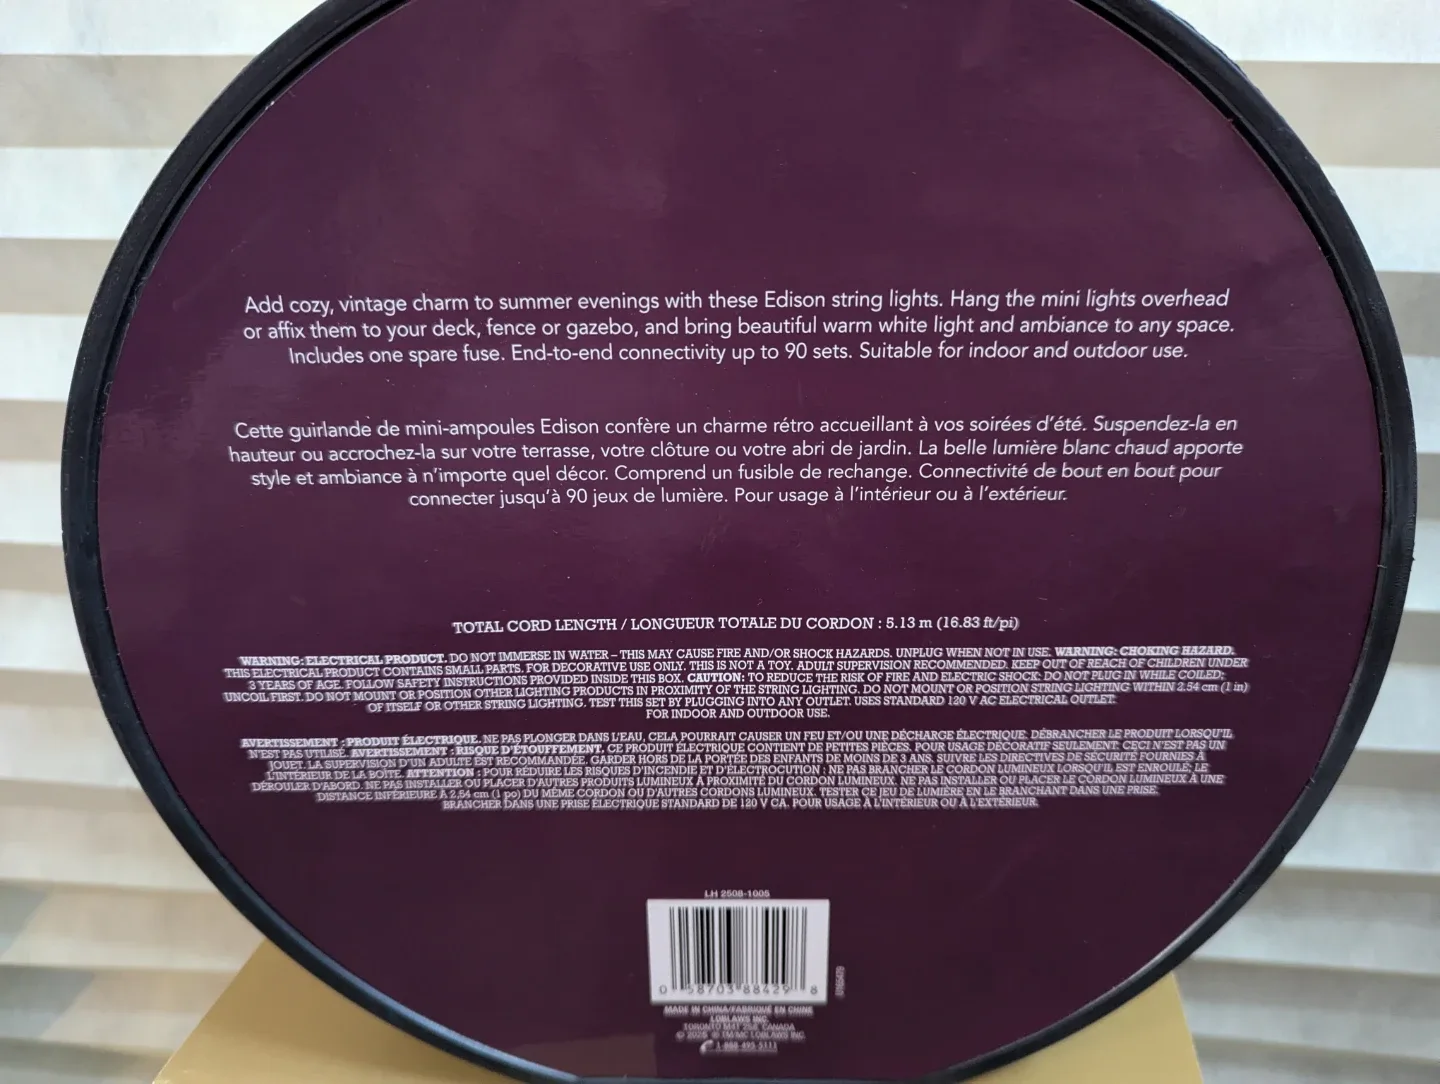 Add cozy, vintage charm to summer evenings with these Edison string lights. Hang the mini lights overhead
or affix them to your deck, fence or gazebo, and bring beautiful warm white light and ambiance to any space.
Includes one spare fuse. End-to-end connectivity up to 90 sets. Suitable for indoor and outdoor use.
Cette guirlande de mini-ampoules Edison confère un charme rétro accueillant à vos soirées d'été. Suspendez-la en
hauteur ou accrochez-la sur votre terrasse, votre clôture ou votre abri de jardin. La belle lumière blanc chaud apporte
style et ambiance à n'importe quel décor. Comprend un fusible de rechange. Connectivité de bout en bout pour
connecter jusqu'à 90 jeux de lumière. Pour usage à l'intérieur ou à l'extérieur.
TOTAL CORD LENGTH / LONGUEUR TOTALE DU CORDON : 5.13 m (16.83 ft/pi)
WARNING: ELECTRICAL PRODUCT. DO NOT IMMERSE IN WATER – THIS MAY CAUSE FIRE AND/OR SHOCK HAZARDS. UNPLUG WHEN NOT IN USE. WARNING: CHOKING HAZARD.
THIS ELECTRICAL PRODUCT CONTAINS SMALL PARTS. FOR DECORATIVE USE ONLY. THIS IS NOT A TOY. ADULT SUPERVISION RECOMMENDED. KEEP OUT OF REACH OF CHILDREN UNDER
3 YEARS OF AGE. FOLLOW SAFETY INSTRUCTIONS PROVIDED INSIDE THIS BOX. CAUTION: TO REDUCE THE RISK OF FIRE AND ELECTRIC SHOCK: DO NOT PLUG IN WHILE COILED;
UNCOIL FIRST. DO NOT MOUNT OR POSITION OTHER LIGHTING PRODUCTS IN PROXIMITY OF THE STRING LIGHTING. DO NOT MOUNT OR POSITION STRING LIGHTING WITHIN 2.54 cm (1 in)
OF ITSELF OR OTHER STRING LIGHTING. TEST THIS SET BY PLUGGING INTO ANY OUTLET. USES STANDARD 120 V AC ELECTRICAL OUTLET.
FOR INDOOR AND OUTDOOR USE.
AVERTISSEMENT : PRODUIT ÉLECTRIQUE. NE PAS PLONGER DANS L'EAU, CELA POURRAIT CAUSER UN FEU ET/OU UNE DÉCHARGE ÉLECTRIQUE. DÉBRANCHER LE PRODUIT LORSQU'IL
N'EST PAS UTILISÉ. AVERTISSEMENT : RISQUE D'ÉTOUFFEMENT. CE PRODUIT ÉLECTRIQUE CONTIENT DE PETITES PIÈCES. POUR USAGE DÉCORATIF SEULEMENT. CECI N'EST PAS UN
JOUET. LA SUPERVISION D'UN ADULTE EST RECOMMANDÉE. GARDER HORS DE LA PORTÉE DES ENFANTS DE MOINS DE 3 ANS. SUIVRE LES DIRECTIVES DE SÉCURITÉ FOURNIES À
L'INTÉRIEUR DE LA BOÎTE. ATTENTION : POUR RÉDUIRE LES RISQUES D'INCENDIE ET D'ÉLECTROCUTION : NE PAS BRANCHER LE CORDON LUMINEUX LORSQU'IL EST ENROULÉ; LE
DÉROULER D'ABORD. NE PAS INSTALLER OU PLACER D'AUTRES PRODUITS LUMINEUX À PROXIMITÉ DU CORDON LUMINEUX. NE PAS INSTALLER OU PLACER LE CORDON LUMINEUX À UNE
DISTANCE INFÉRIEURE À 2,54 cm (1 po) DU MÊME CORDON OU D'AUTRES CORDONS LUMINEUX. TESTER CE JEU DE LUMIÈRE EN LE BRANCHANT DANS UNE PRISE.
BRANCHER DANS UNE PRISE ÉLECTRIQUE STANDARD DE 120 V CA. POUR USAGE À L'INTÉRIEUR OU À L'EXTÉRIEUR.
LH 2508-1005
0 58703 88429 8
MADE IN CHINA/FABRIQUÉ EN CHINE
LOBLAWS INC.
TORONTO M4T 2S8, CANADA
© 2025 ® TM/MC LOBLAWS INC.
1-888-495-5111